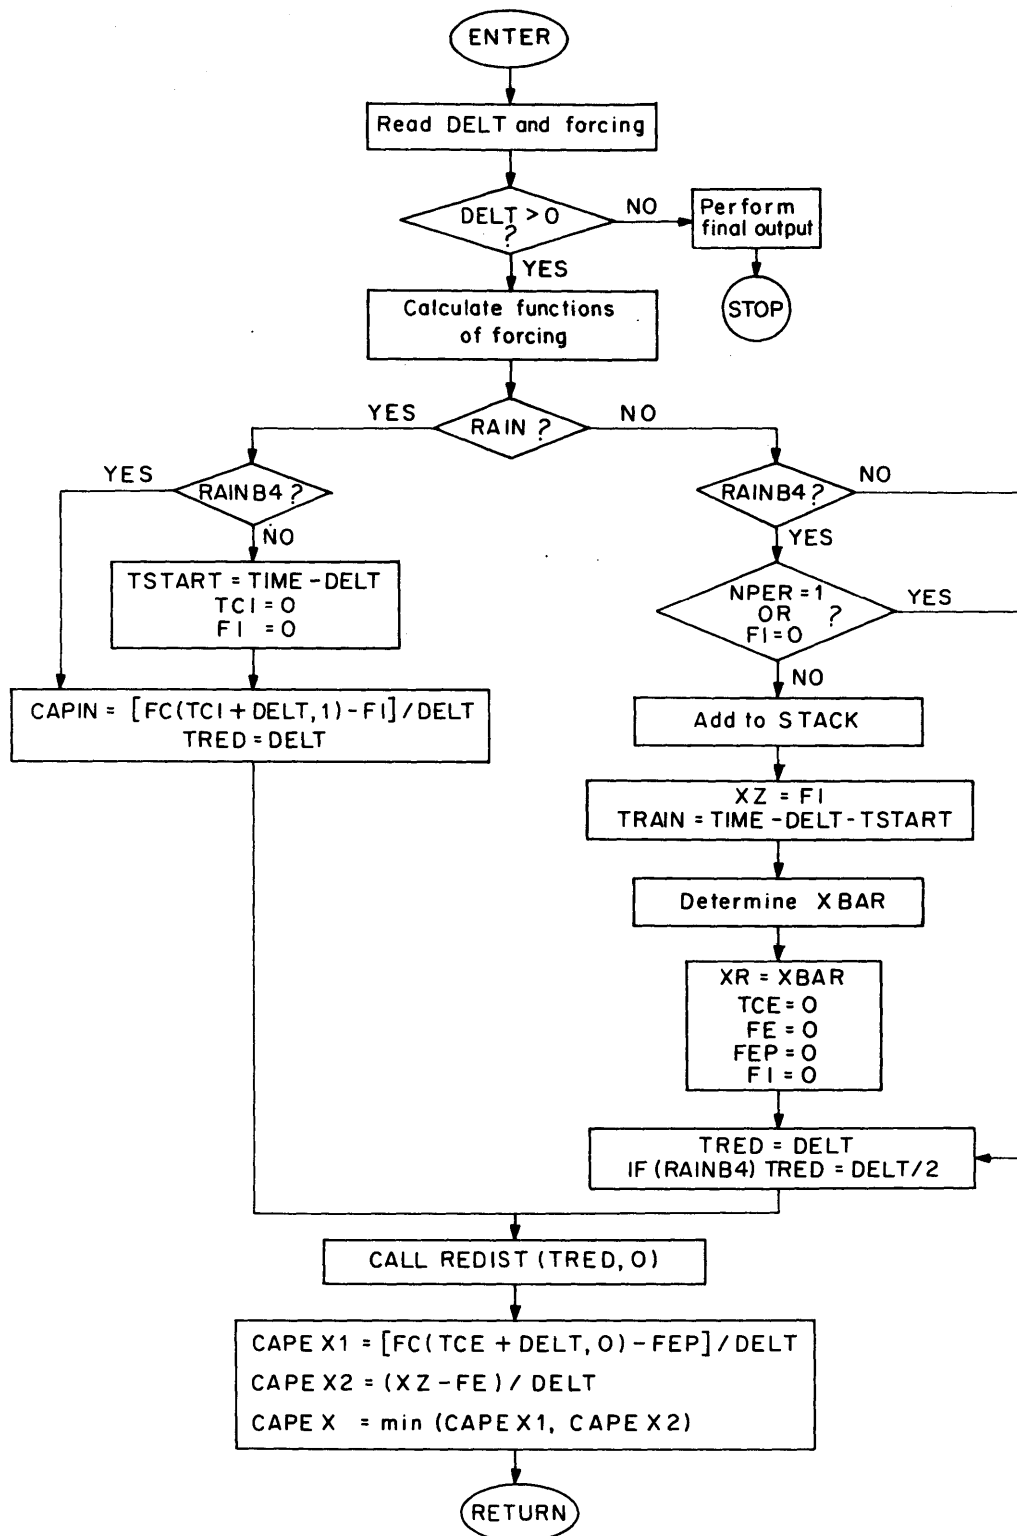 ENTER
Read DELT and forcing
DELT > 0
?
NO
Perform
final output
YES
STOP
Calculate functions
of forcing
YES
RAIN ?
NO
YES
RAINB4 ?
NO
RAINB4 ?
NO
YES
TSTART = TIME - DELT
TCI = 0
FI = 0
NPER = 1
OR ?
FI = 0
YES
NO
CAPIN = [FC(TCI + DELT, 1) - FI] / DELT
TRED = DELT
Add to STACK
XZ = FI
TRAIN = TIME - DELT - TSTART
Determine XBAR
XR = XBAR
TCE = 0
FE = 0
FEP = 0
FI = 0
TRED = DELT
IF (RAINB4) TRED = DELT/2
CALL REDIST (TRED, 0)
CAPEX1 = [FC(TCE + DELT, 0) - FEP] / DELT
CAPEX2 = (XZ - FE) / DELT
CAPEX = min (CAPEX1, CAPEX2)
RETURN